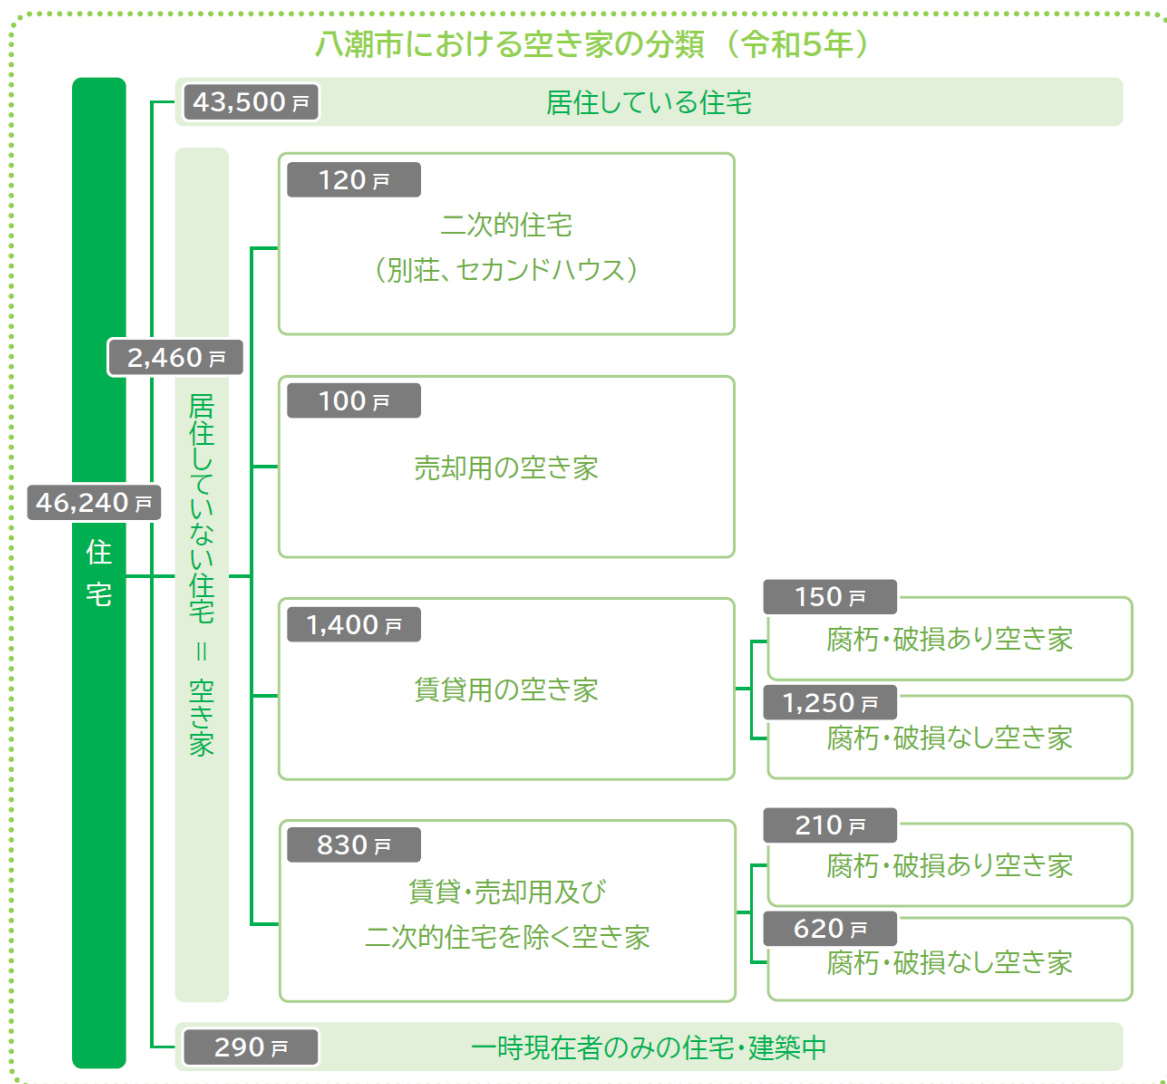 八潮市における空き家の分類 (令和5年)
46,240戸
住宅
43,500戸
居住している住宅
2,460戸
居住していない住宅 = 空き家
120戸
二次的住宅
(別荘、セカンドハウス)
100戸
売却用の空き家
1,400戸
賃貸用の空き家
150戸
腐朽・破損あり空き家
1,250戸
腐朽・破損なし空き家
830戸
賃貸・売却用及び
二次的住宅を除く空き家
210戸
腐朽・破損あり空き家
620戸
腐朽・破損なし空き家
290戸
一時現在者のみの住宅・建築中